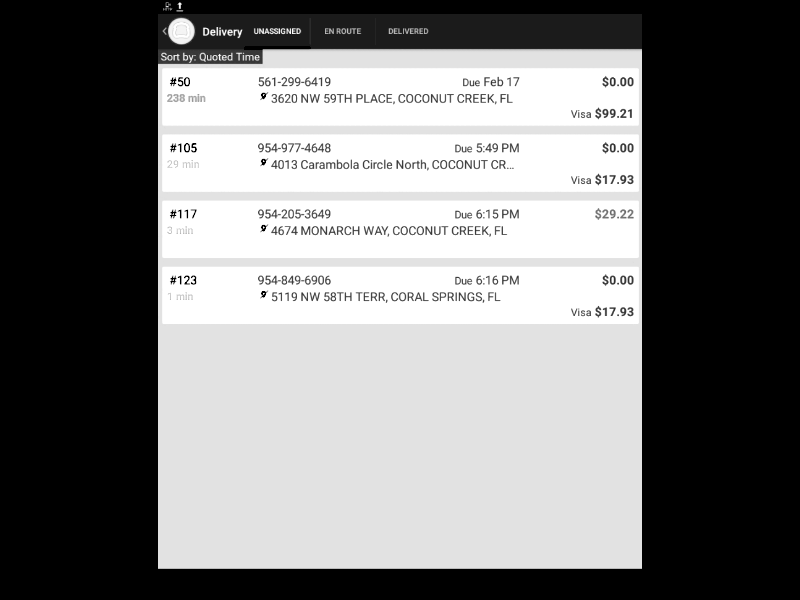 Delivery UNASSIGNED EN ROUTE DELIVERED
Sort by: Quoted Time
#50 561-299-6419 Due Feb 17 $0.00
238 min 3620 NW 59TH PLACE, COCONUT CREEK, FL
Visa $99.21
#105 954-977-4648 Due 5:49 PM $0.00
29 min 4013 Carambola Circle North, COCONUT CR...
Visa $17.93
#117 954-205-3649 Due 6:15 PM $29.22
3 min 4674 MONARCH WAY, COCONUT CREEK, FL
#123 954-849-6906 Due 6:16 PM $0.00
1 min 5119 NW 58TH TERR, CORAL SPRINGS, FL
Visa $17.93